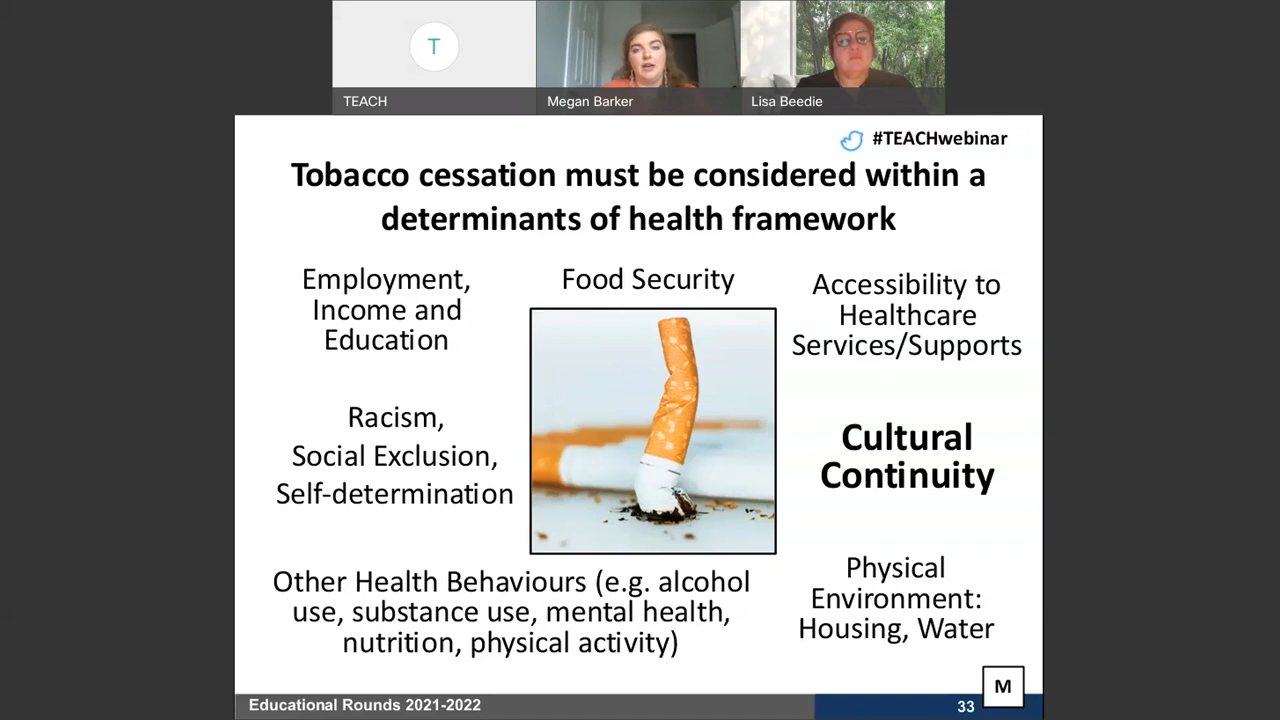 T
TEACH
Megan Barker
Lisa Beedie
#TEACHwebinar
Tobacco cessation must be considered within a
determinants of health framework
Employment,
Income and
Education
Food Security
Accessibility to
Healthcare
Services/Supports
Racism,
Social Exclusion,
Self-determination
Cultural
Continuity
Other Health Behaviours (e.g. alcohol
use, substance use, mental health,
nutrition, physical activity)
Physical
Environment:
Housing, Water
M
Educational Rounds 2021-2022
33